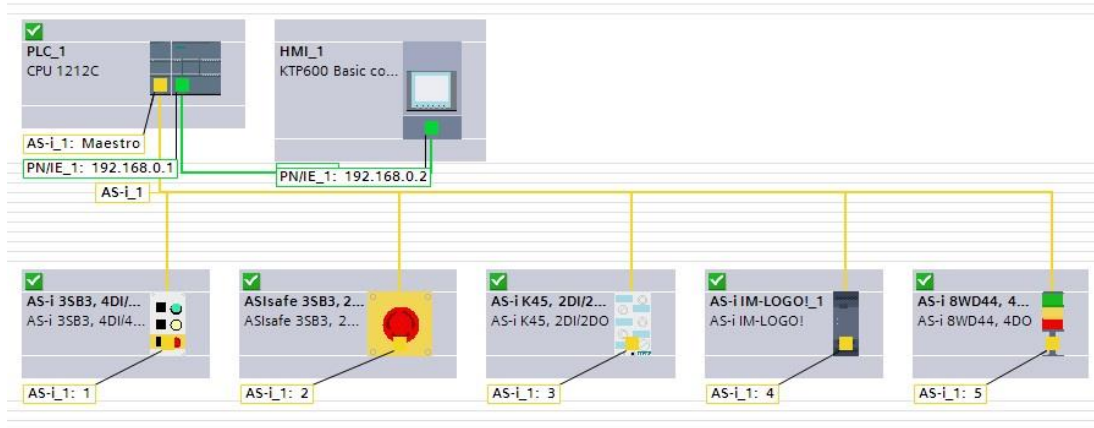 PLC_1
CPU 1212C
HMI_1
KTP600 Basic co...
AS-i_1: Maestro
PN/IE_1: 192.168.0.1
PN/IE_1: 192.168.0.2
AS-i_1
AS-i 3SB3, 4DI/...
AS-i 3SB3, 4DI/4...
ASIsafe 3SB3, 2...
ASIsafe 3SB3, 2...
AS-i K45, 2DI/2...
AS-i K45, 2DI/2DO
AS-i IM-LOGO!_1
AS-i IM-LOGO!
AS-i 8WD44, 4...
AS-i 8WD44, 4DO
AS-i_1: 1
AS-i_1: 2
AS-i_1: 3
AS-i_1: 4
AS-i_1: 5